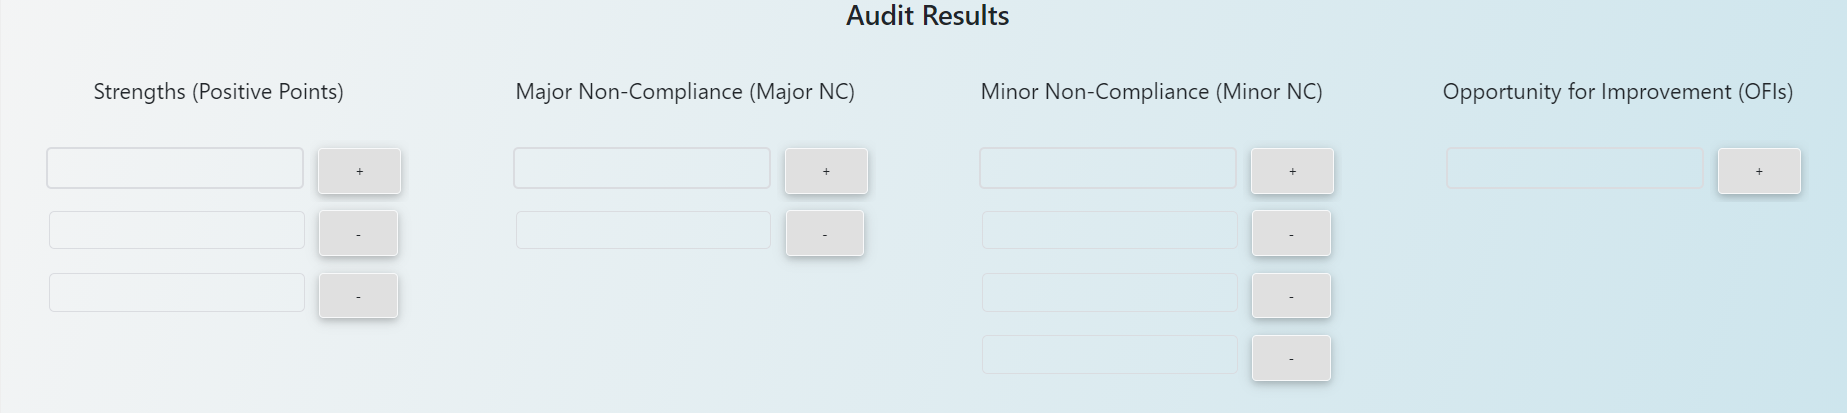 Audit Results
Strengths (Positive Points)
Major Non-Compliance (Major NC)
Minor Non-Compliance (Minor NC)
Opportunity for Improvement (OFIs)
+
+
+
+
-
-
-
-
-
-